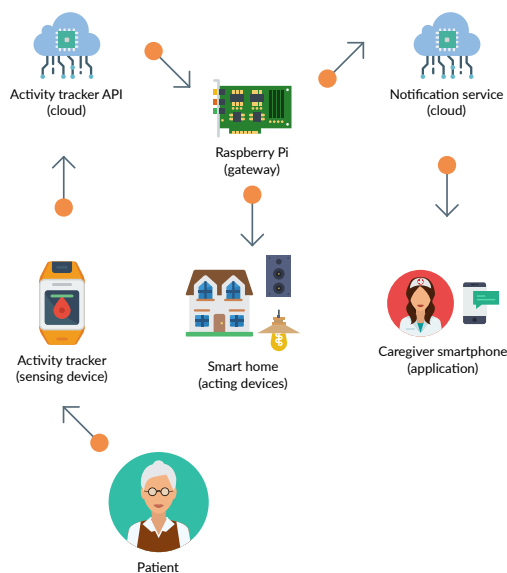 Activity tracker API
(cloud)
Notification service
(cloud)
Raspberry Pi
(gateway)
Activity tracker
(sensing device)
Smart home
(acting devices)
Caregiver smartphone
(application)
Patient